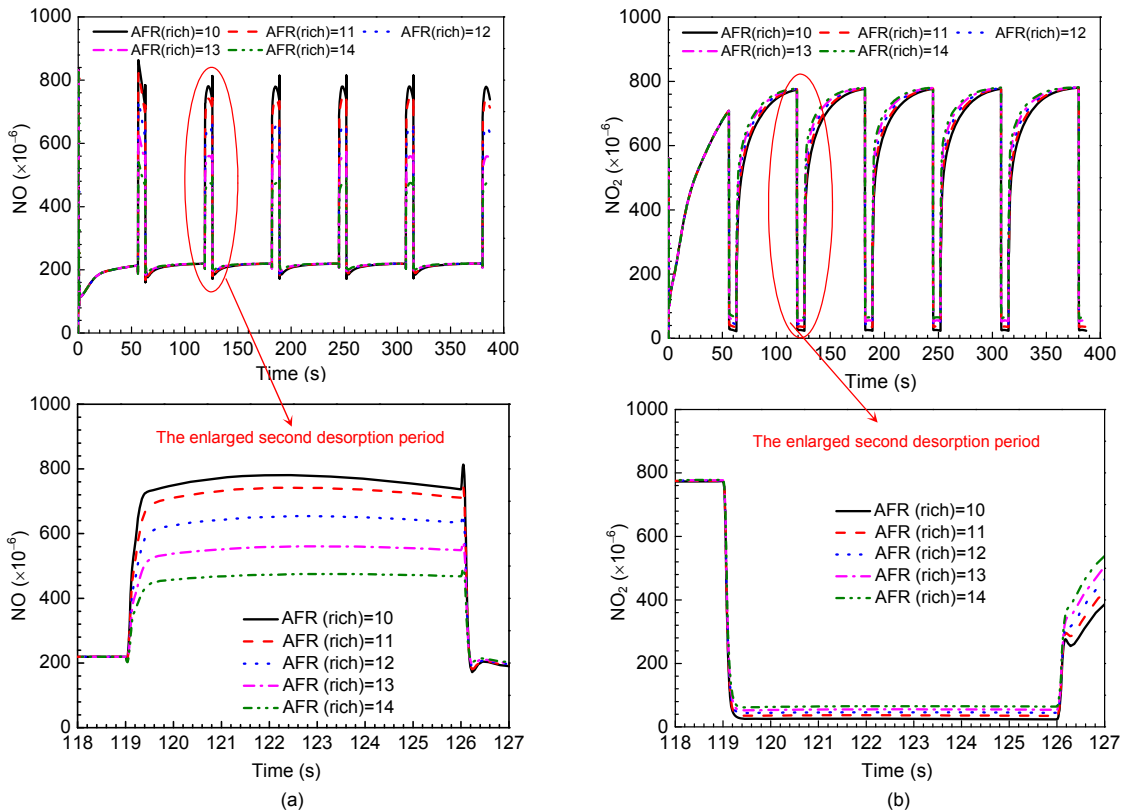 AFR(rich)=10 AFR(rich)=11 AFR(rich)=12
AFR(rich)=13 AFR(rich)=14
NO (×10⁻⁶)
1000
800
600
400
200
0
0 50 100 150 200 250 300 350 400
Time (s)
AFR(rich)=10 AFR(rich)=11 AFR(rich)=12
AFR(rich)=13 AFR(rich)=14
NO₂ (×10⁻⁶)
1000
800
600
400
200
0
0 50 100 150 200 250 300 350 400
Time (s)
The enlarged second desorption period
NO (×10⁻⁶)
1000
800
600
400
200
0
AFR (rich)=10
AFR (rich)=11
AFR (rich)=12
AFR (rich)=13
AFR (rich)=14
118 119 120 121 122 123 124 125 126 127
Time (s)
(a)
The enlarged second desorption period
NO₂ (×10⁻⁶)
1000
800
600
400
200
0
AFR (rich)=10
AFR (rich)=11
AFR (rich)=12
AFR (rich)=13
AFR (rich)=14
118 119 120 121 122 123 124 125 126 127
Time (s)
(b)